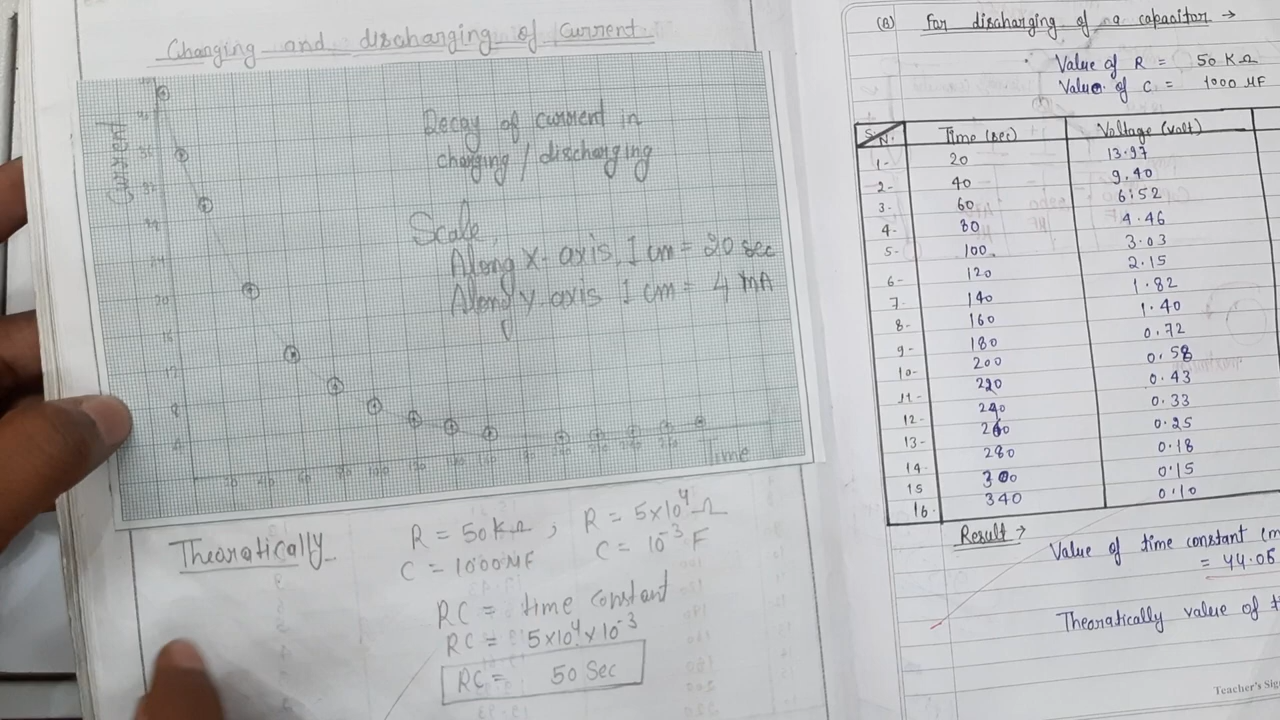 Charging and discharging of Current
Decay of current in
charging / discharging
Scale,
Along X-axis, 1 cm = 20 sec
Along y-axis 1 cm = 4 mA
Current
20
16
12
8
4
Time
Theoratically
R = 50 KΩ ; R = 5×10⁴ Ω
C = 1000 MF C = 10⁻³ F
RC = time constant
RC = 5×10⁴×10⁻³
RC = 50 Sec
(B) For discharging of a capacitor →
Value of R = 50 KΩ
Value of C = 1000 MF
S.N. Time (sec) Voltage (volt)
1- 20 13.97
2- 40 9.40
3- 60 6.52
4- 80 4.46
5- 100 3.03
6- 120 2.15
7- 140 1.82
8- 160 1.40
9- 180 0.72
10- 200 0.58
11- 220 0.43
12- 240 0.33
13- 260 0.25
14- 280 0.18
15 300 0.15
16- 340 0.10
Result →
Value of time constant (m
= 44.05
Theoratically value of t
Teacher's Sig